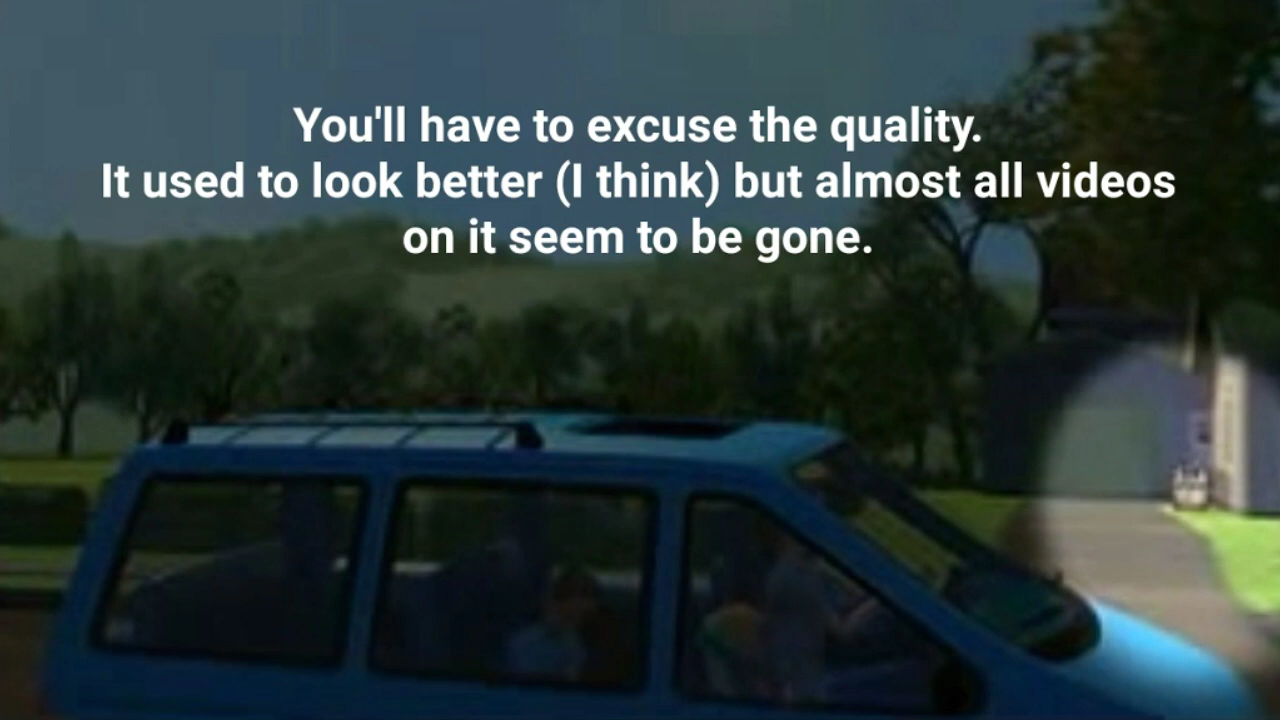 You'll have to excuse the quality.
It used to look better (I think) but almost all videos
on it seem to be gone.